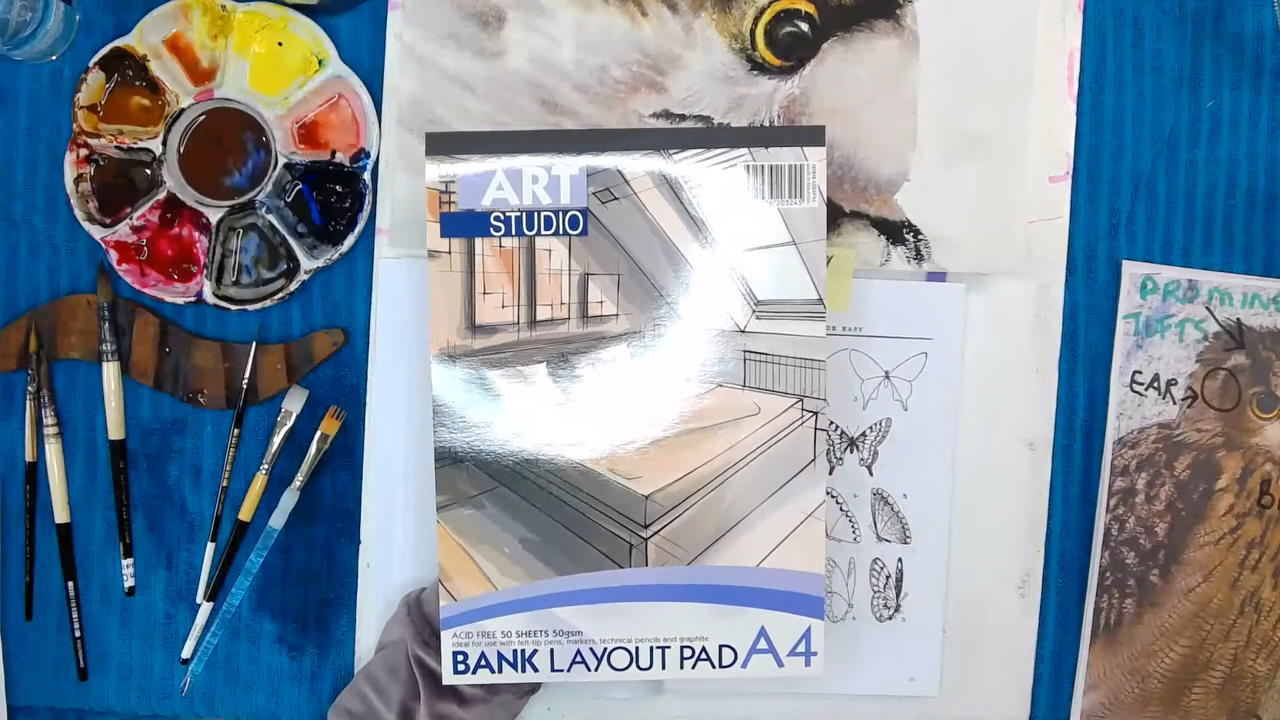 ART
STUDIO
ACID FREE 50 SHEETS 50gsm
Ideal for use with felt-tip pens, markers, technical pencils and graphite
BANK LAYOUT PAD A4
EASY
TUFTS
EAR